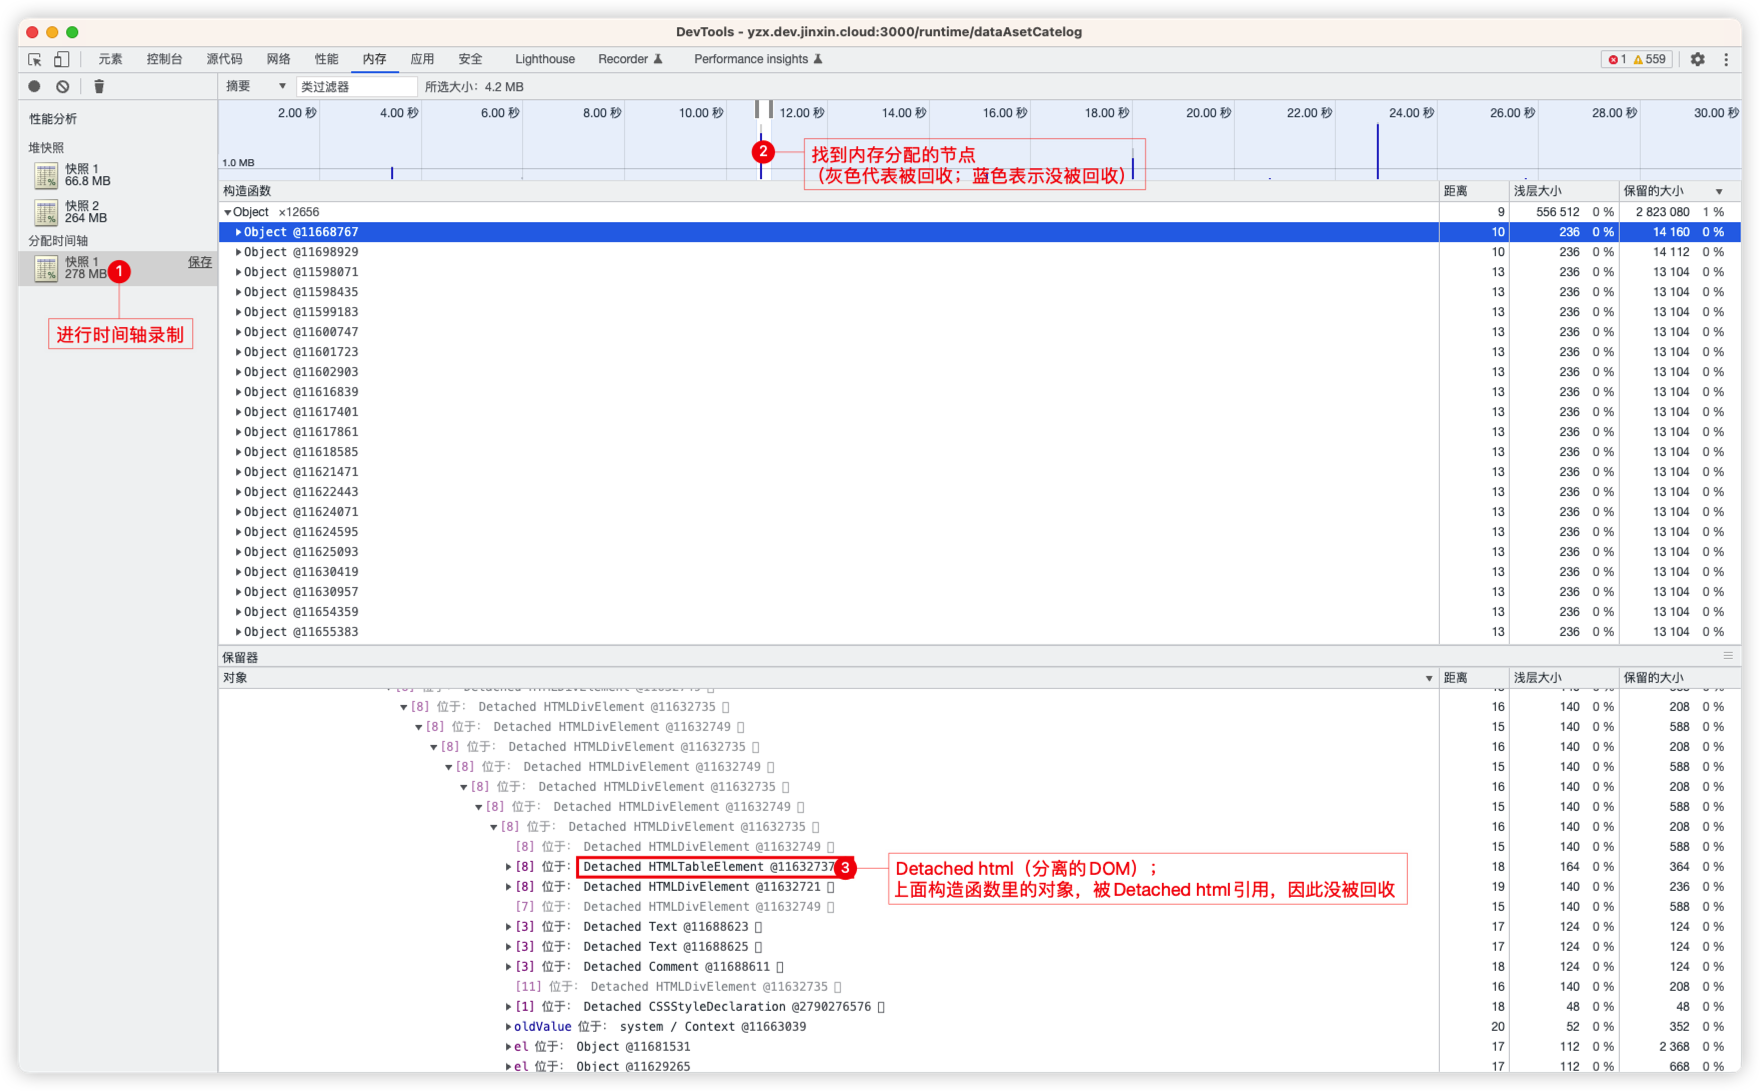 DevTools - yzx.dev.jinxin.cloud:3000/runtime/dataAsetCatelog
元素 控制台 源代码 网络 性能 内存 应用 安全 Lighthouse Recorder Performance insights 1 559
摘要 类过滤器 所选大小：4.2 MB
性能分析
堆快照
快照 1
66.8 MB
快照 2
264 MB
分配时间轴
快照 1
278 MB
保存
1
进行时间轴录制
2.00 秒 4.00 秒 6.00 秒 8.00 秒 10.00 秒 12.00 秒 14.00 秒 16.00 秒 18.00 秒 20.00 秒 22.00 秒 24.00 秒 26.00 秒 28.00 秒 30.00 秒
1.0 MB
2
找到内存分配的节点
（灰色代表被回收；蓝色表示没被回收）
构造函数 距离 浅层大小 保留的大小
Object ×12656 9 556 512 0 % 2 823 080 1 %
Object @11668767 10 236 0 % 14 160 0 %
Object @11698929 10 236 0 % 14 112 0 %
Object @11598071 13 236 0 % 13 104 0 %
Object @11598435 13 236 0 % 13 104 0 %
Object @11599183 13 236 0 % 13 104 0 %
Object @11600747 13 236 0 % 13 104 0 %
Object @11601723 13 236 0 % 13 104 0 %
Object @11602903 13 236 0 % 13 104 0 %
Object @11616839 13 236 0 % 13 104 0 %
Object @11617401 13 236 0 % 13 104 0 %
Object @11617861 13 236 0 % 13 104 0 %
Object @11618585 13 236 0 % 13 104 0 %
Object @11621471 13 236 0 % 13 104 0 %
Object @11622443 13 236 0 % 13 104 0 %
Object @11624071 13 236 0 % 13 104 0 %
Object @11624595 13 236 0 % 13 104 0 %
Object @11625093 13 236 0 % 13 104 0 %
Object @11630419 13 236 0 % 13 104 0 %
Object @11630957 13 236 0 % 13 104 0 %
Object @11654359 13 236 0 % 13 104 0 %
Object @11655383 13 236 0 % 13 104 0 %
保留器
对象 距离 浅层大小 保留的大小
[8] 位于： Detached HTMLDivElement @11632735 16 140 0 % 208 0 %
[8] 位于： Detached HTMLDivElement @11632749 15 140 0 % 588 0 %
[8] 位于： Detached HTMLDivElement @11632735 16 140 0 % 208 0 %
[8] 位于： Detached HTMLDivElement @11632749 15 140 0 % 588 0 %
[8] 位于： Detached HTMLDivElement @11632735 16 140 0 % 208 0 %
[8] 位于： Detached HTMLDivElement @11632749 15 140 0 % 588 0 %
[8] 位于： Detached HTMLDivElement @11632735 16 140 0 % 208 0 %
[8] 位于： Detached HTMLDivElement @11632749 15 140 0 % 588 0 %
[8] 位于： Detached HTMLTableElement @11632737 18 164 0 % 364 0 %
3
Detached html（分离的DOM）；
上面构造函数里的对象，被Detached html引用，因此没被回收
[8] 位于： Detached HTMLDivElement @11632721 19 140 0 % 236 0 %
[7] 位于： Detached HTMLDivElement @11632749 15 140 0 % 588 0 %
[3] 位于： Detached Text @11688623 17 124 0 % 124 0 %
[3] 位于： Detached Text @11688625 17 124 0 % 124 0 %
[3] 位于： Detached Comment @11688611 18 124 0 % 124 0 %
[11] 位于： Detached HTMLDivElement @11632735 16 140 0 % 208 0 %
[1] 位于： Detached CSSStyleDeclaration @2790276576 18 48 0 % 48 0 %
oldValue 位于： system / Context @11663039 20 52 0 % 352 0 %
el 位于： Object @11681531 17 112 0 % 2 368 0 %
el 位于： Object @11629265 17 112 0 % 668 0 %